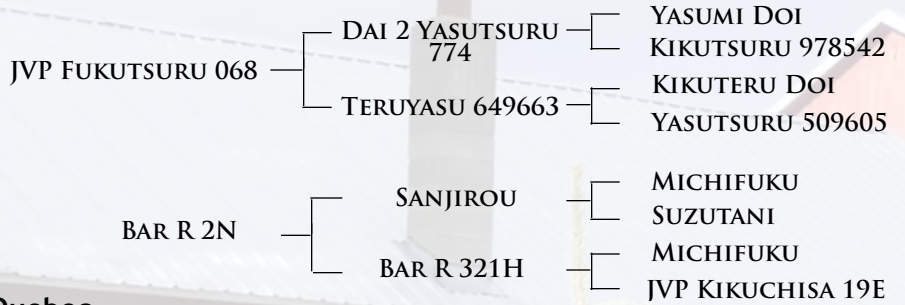 Yasumi Doi
Dai 2 Yasutsuru
774
Kikutsuru 978542
JVP Fukutsuru 068
Kikuteru Doi
Teruyasu 649663
Yasutsuru 509605
Michifuku
Sanjirou
Suzutani
Bar R 2N
Michifuku
Bar R 321H
JVP Kikuchisa 19E